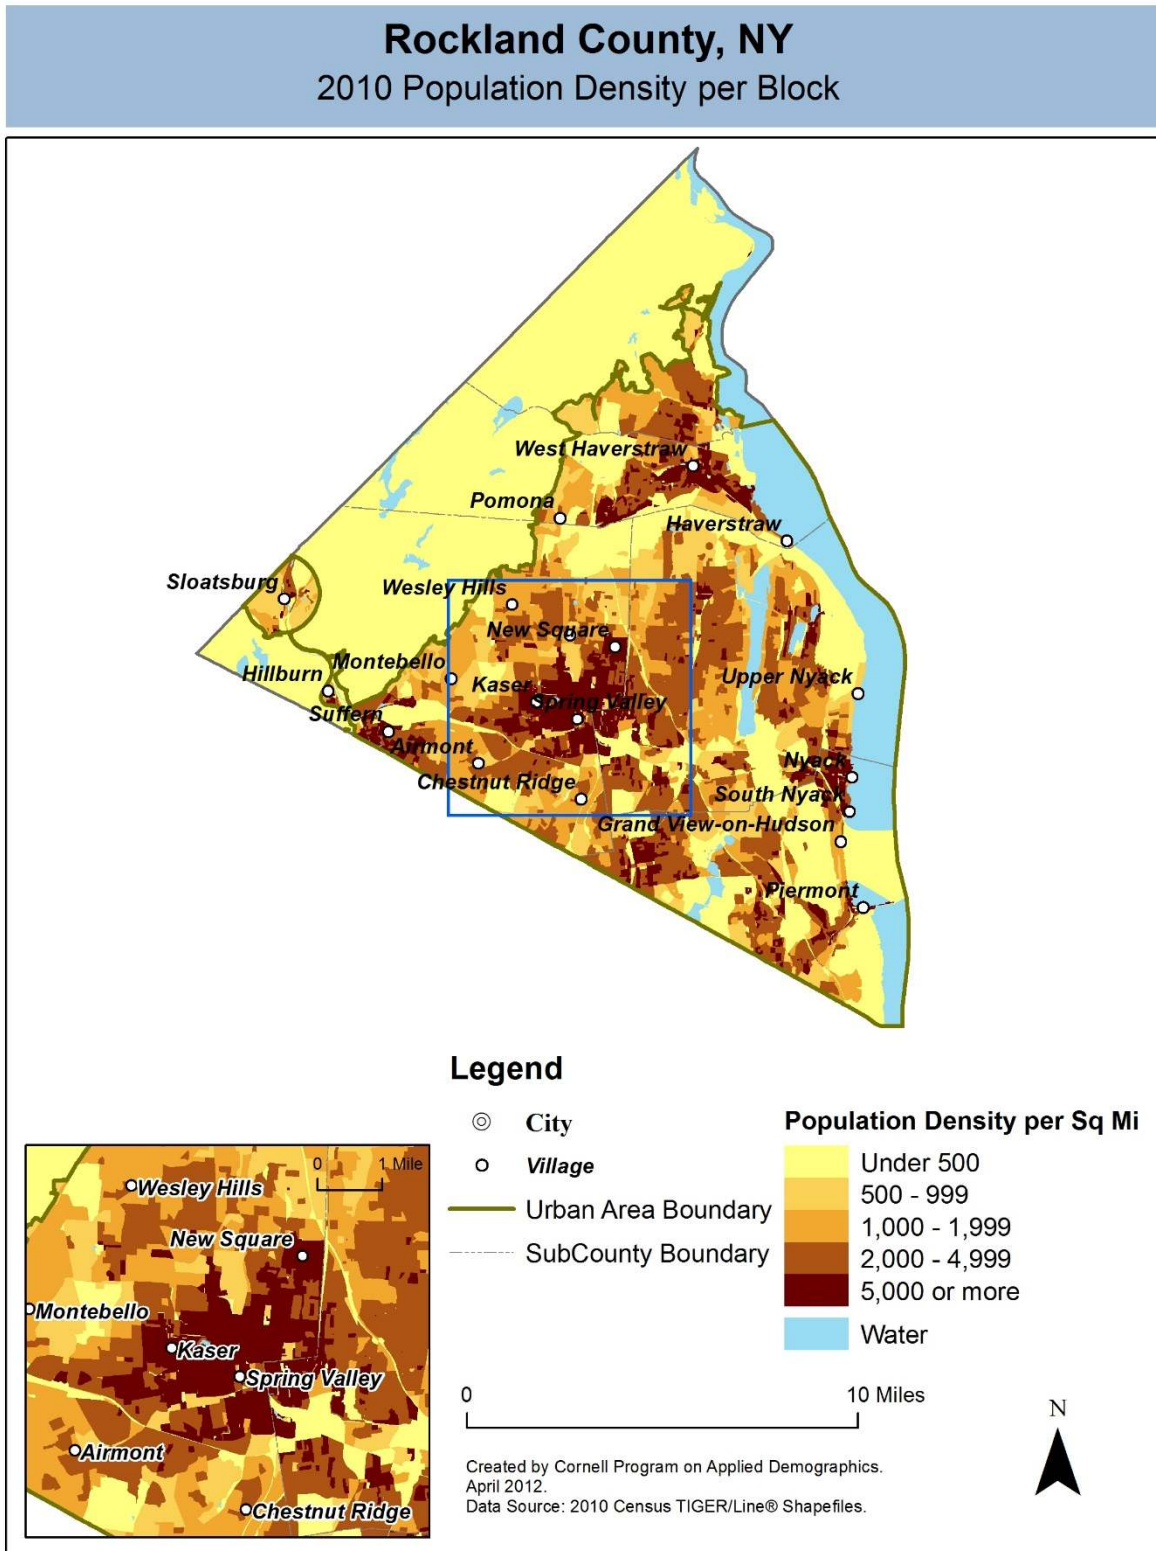 Rockland County, NY
2010 Population Density per Block
West Haverstraw
Pomona
Haverstraw
Sloatsburg
Wesley Hills
New Square
Montebello
Hillburn
Kaser
Upper Nyack
Spring Valley
Suffern
Airmont
Nyack
Chestnut Ridge
South Nyack
Grand View-on-Hudson
Piermont
Legend
City
Village
Urban Area Boundary
SubCounty Boundary
Population Density per Sq Mi
Under 500
500 - 999
1,000 - 1,999
2,000 - 4,999
5,000 or more
Water
0 10 Miles
Created by Cornell Program on Applied Demographics.
April 2012.
Data Source: 2010 Census TIGER/Line® Shapefiles.
N
0 1 Mile
Wesley Hills
New Square
Montebello
Kaser
Spring Valley
Airmont
Chestnut Ridge